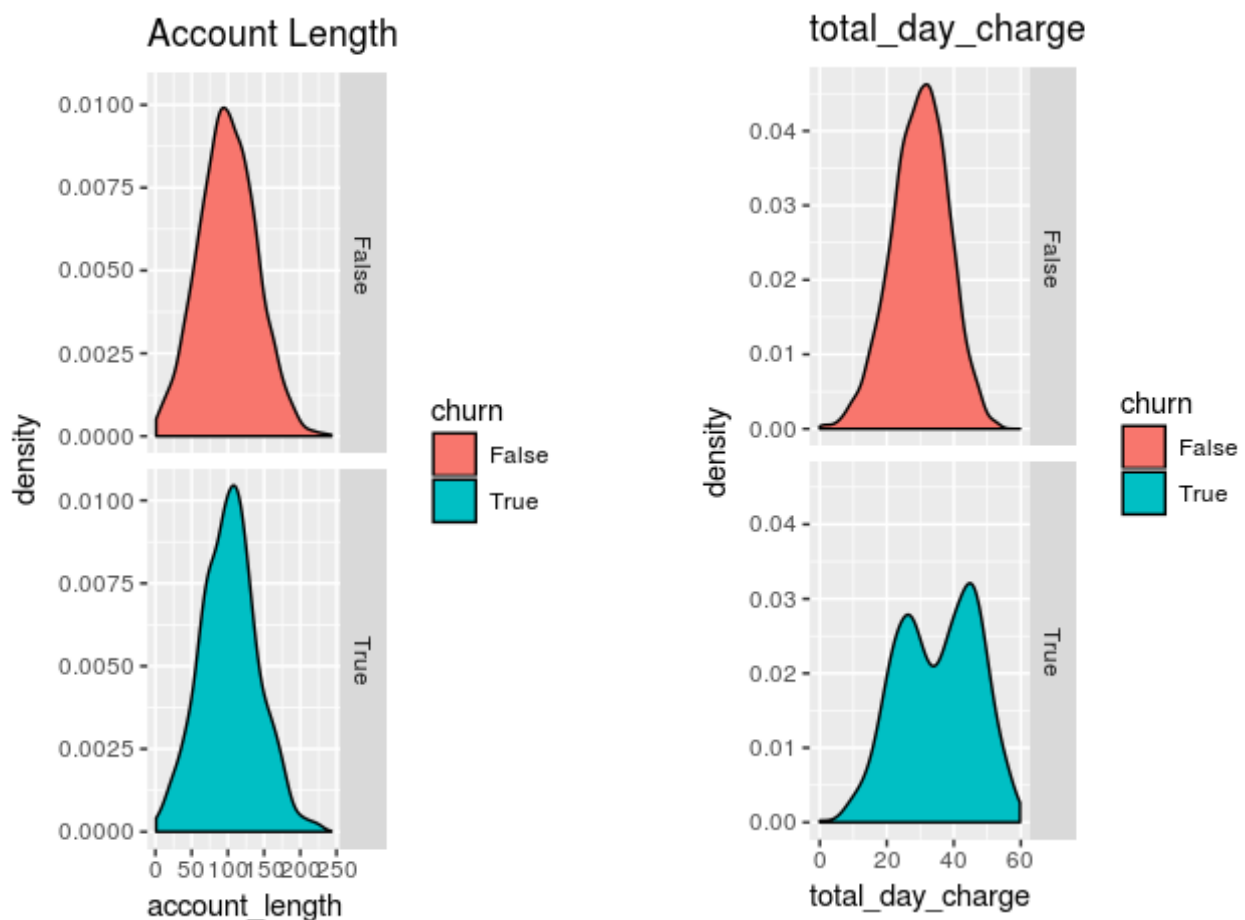 Account Length
0.0100
0.0075
0.0050
0.0025
0.0000
False
density
0.0100
0.0075
0.0050
0.0025
0.0000
True
0 50 100 150 200 250
account_length
churn
False
True
total_day_charge
0.04
0.03
0.02
0.01
0.00
False
density
0.04
0.03
0.02
0.01
0.00
True
0 20 40 60
total_day_charge
churn
False
True